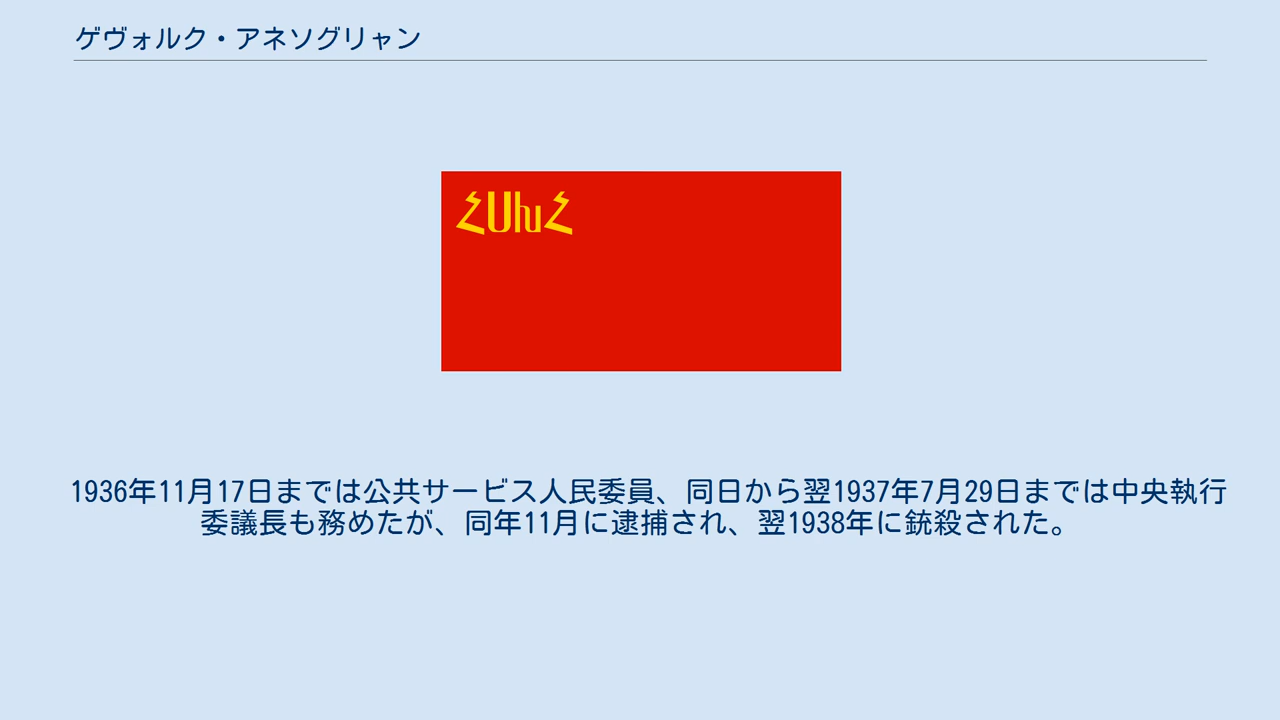 ゲヴォルク・アネソグリャン
ՀՍԽՀ
1936年11月17日までは公共サービス人民委員、同日から翌1937年7月29日までは中央執行
委議長も務めたが、同年11月に逮捕され、翌1938年に銃殺された。